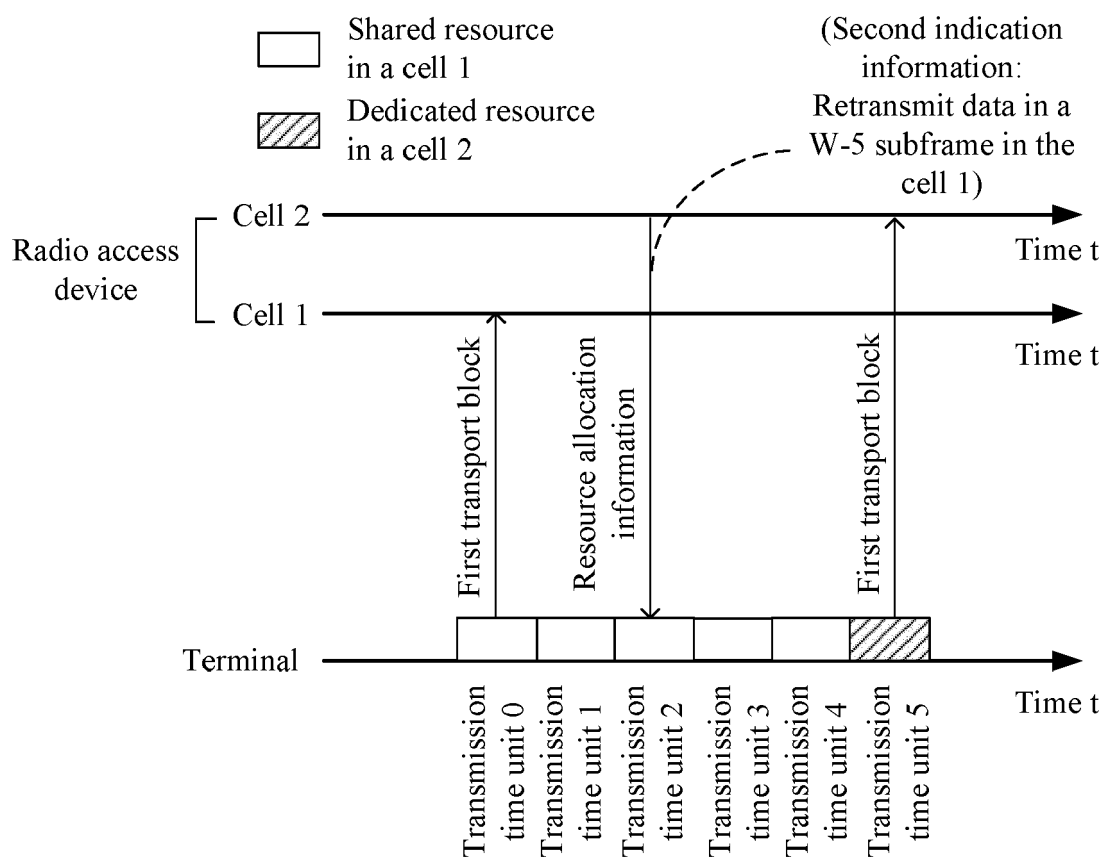 Shared resource
in a cell 1
Dedicated resource
in a cell 2
(Second indication
information:
Retransmit data in a
W-5 subframe in the
cell 1)
Radio access
device
Cell 2
Time t
Cell 1
Time t
First transport block
Resource allocation
information
First transport block
Terminal
Time t
Transmission
time unit 0
Transmission
time unit 1
Transmission
time unit 2
Transmission
time unit 3
Transmission
time unit 4
Transmission
time unit 5